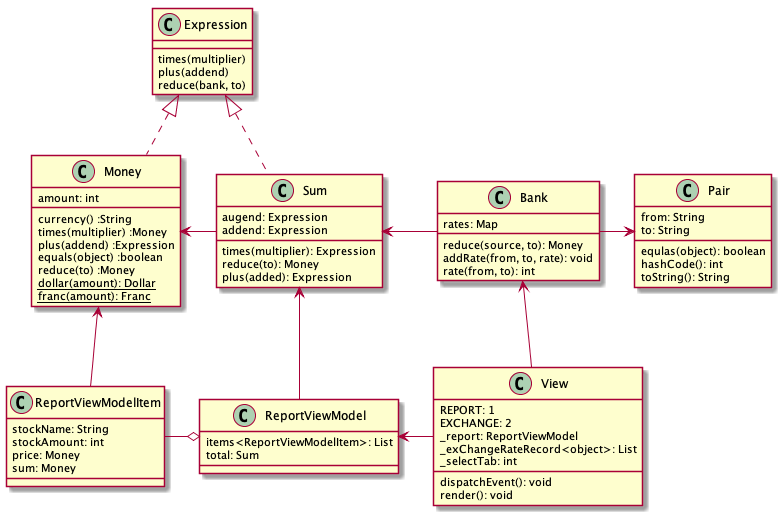 C Expression
times(multiplier)
plus(addend)
reduce(bank, to)
C Money
amount: int
currency() :String
times(multiplier) :Money
plus(addend) :Expression
equals(object) :boolean
reduce(to) :Money
dollar(amount): Dollar
franc(amount): Franc
C Sum
augend: Expression
addend: Expression
times(multiplier): Expression
reduce(to): Money
plus(added): Expression
C Bank
rates: Map
reduce(source, to): Money
addRate(from, to, rate): void
rate(from, to): int
C Pair
from: String
to: String
equlas(object): boolean
hashCode(): int
toString(): String
C ReportViewModelItem
stockName: String
stockAmount: int
price: Money
sum: Money
C ReportViewModel
items<ReportViewModelItem>: List
total: Sum
C View
REPORT: 1
EXCHANGE: 2
_report: ReportViewModel
_exChangeRateRecord<object>: List
_selectTab: int
dispatchEvent(): void
render(): void